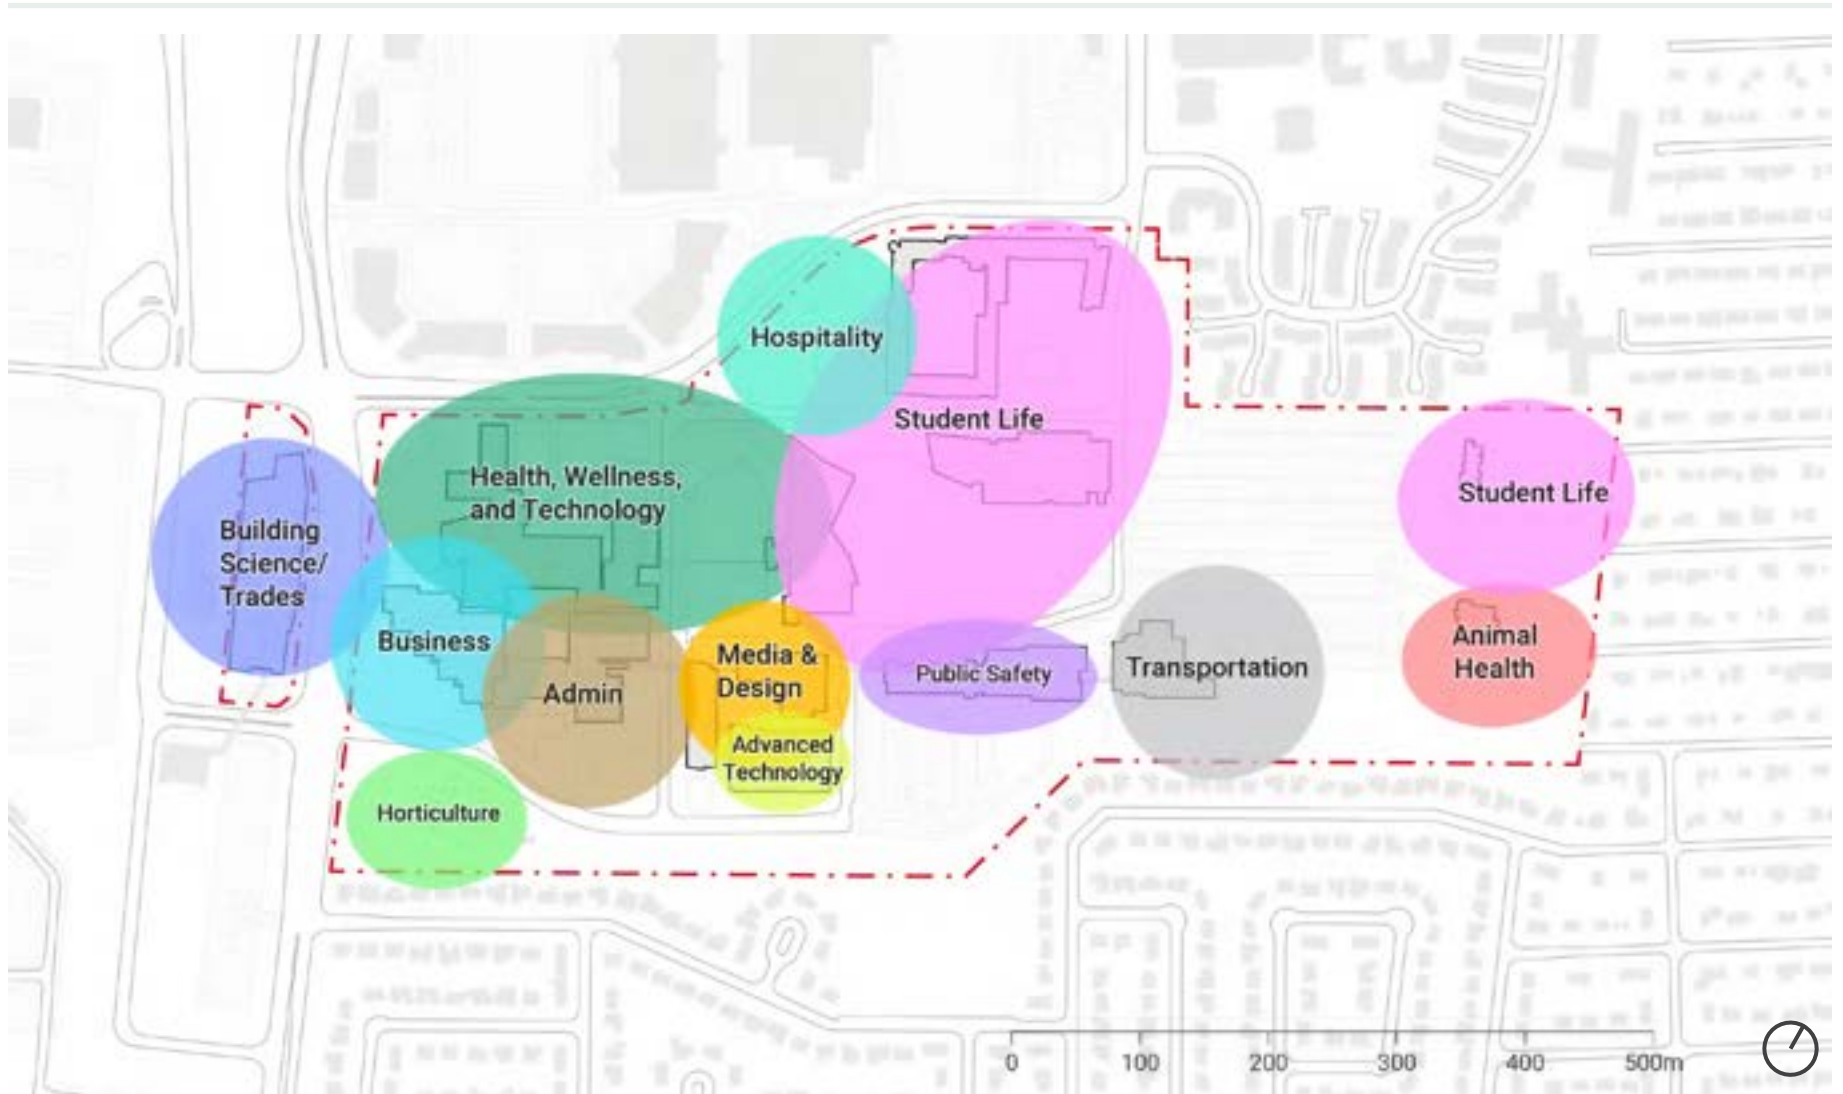 Hospitality
Student Life
Health, Wellness,
and Technology
Student Life
Building
Science/
Trades
Business
Admin
Media &
Design
Public Safety
Transportation
Animal
Health
Advanced
Technology
Horticulture
0 100 200 300 400 500m